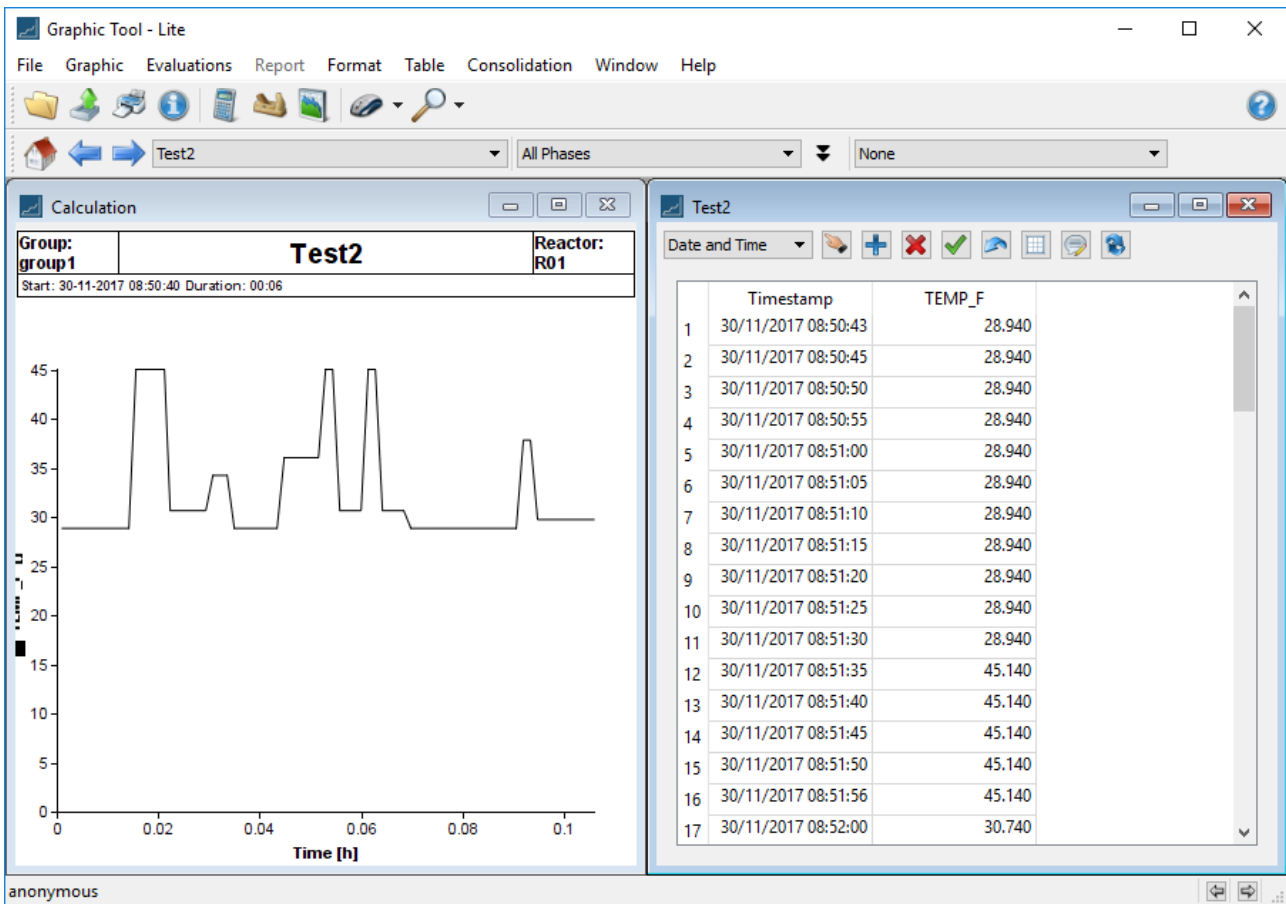 Graphic Tool - Lite
File Graphic Evaluations Report Format Table Consolidation Window Help
Test2 All Phases None
Calculation
Group: group1
Test2
Reactor: R01
Start: 30-11-2017 08:50:40 Duration: 00:06
45
40
35
30
25
20
15
10
5
0
0 0.02 0.04 0.06 0.08 0.1
Time [h]
Test2
Date and Time
Timestamp TEMP_F
1 30/11/2017 08:50:43 28.940
2 30/11/2017 08:50:45 28.940
3 30/11/2017 08:50:50 28.940
4 30/11/2017 08:50:55 28.940
5 30/11/2017 08:51:00 28.940
6 30/11/2017 08:51:05 28.940
7 30/11/2017 08:51:10 28.940
8 30/11/2017 08:51:15 28.940
9 30/11/2017 08:51:20 28.940
10 30/11/2017 08:51:25 28.940
11 30/11/2017 08:51:30 28.940
12 30/11/2017 08:51:35 45.140
13 30/11/2017 08:51:40 45.140
14 30/11/2017 08:51:45 45.140
15 30/11/2017 08:51:50 45.140
16 30/11/2017 08:51:56 45.140
17 30/11/2017 08:52:00 30.740
anonymous